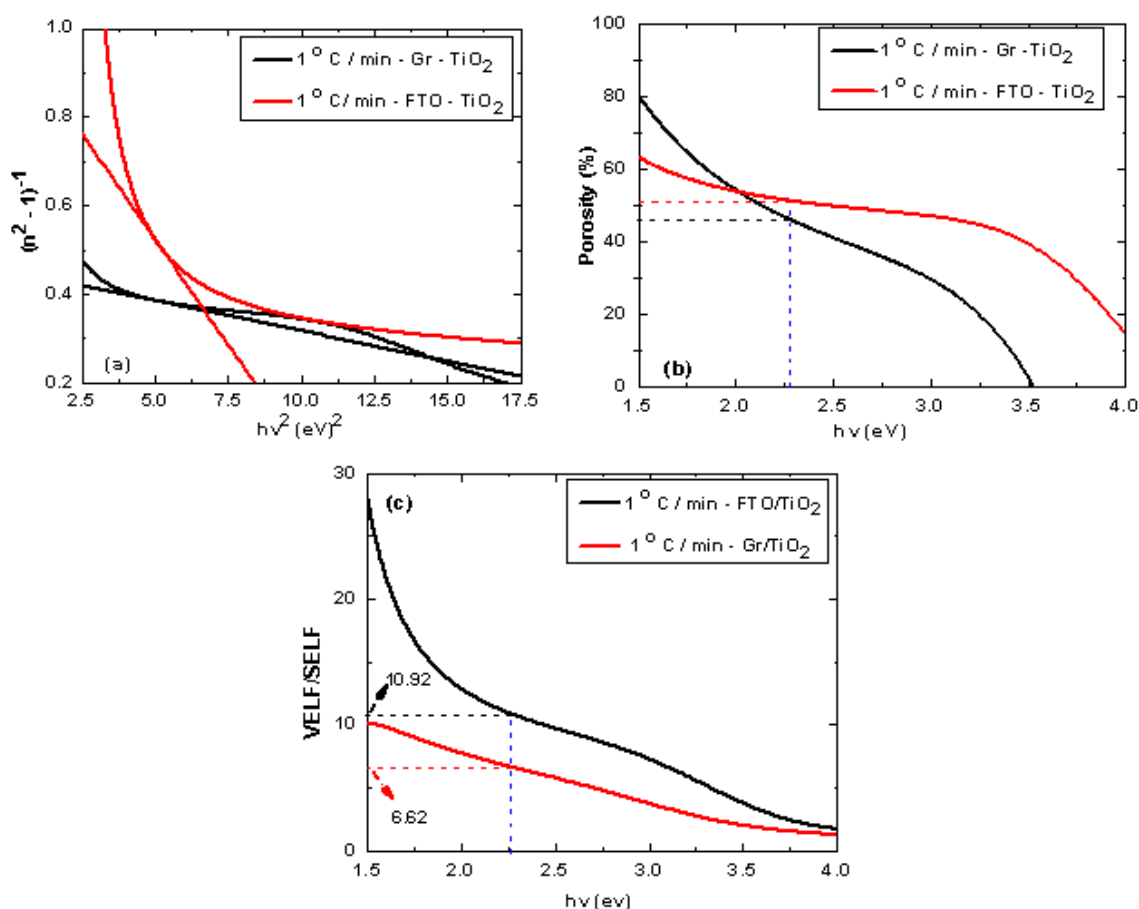 1.0
0.8
0.6
0.4
0.2
(n² - 1)⁻¹
1 ° C / min - Gr - TiO₂
1 ° C / min - FTO - TiO₂
(a)
2.5 5.0 7.5 10.0 12.5 15.0 17.5
hν² (eV)²
100
80
60
40
20
0
Porosity (%)
1 ° C / min - Gr - TiO₂
1 ° C / min - FTO - TiO₂
(b)
1.5 2.0 2.5 3.0 3.5 4.0
hν (eV)
30
20
10
0
VELF/SELF
(c)
1 ° C / min - FTO/TiO₂
1 ° C / min - Gr/TiO₂
10.92
6.62
1.5 2.0 2.5 3.0 3.5 4.0
hν (ev)